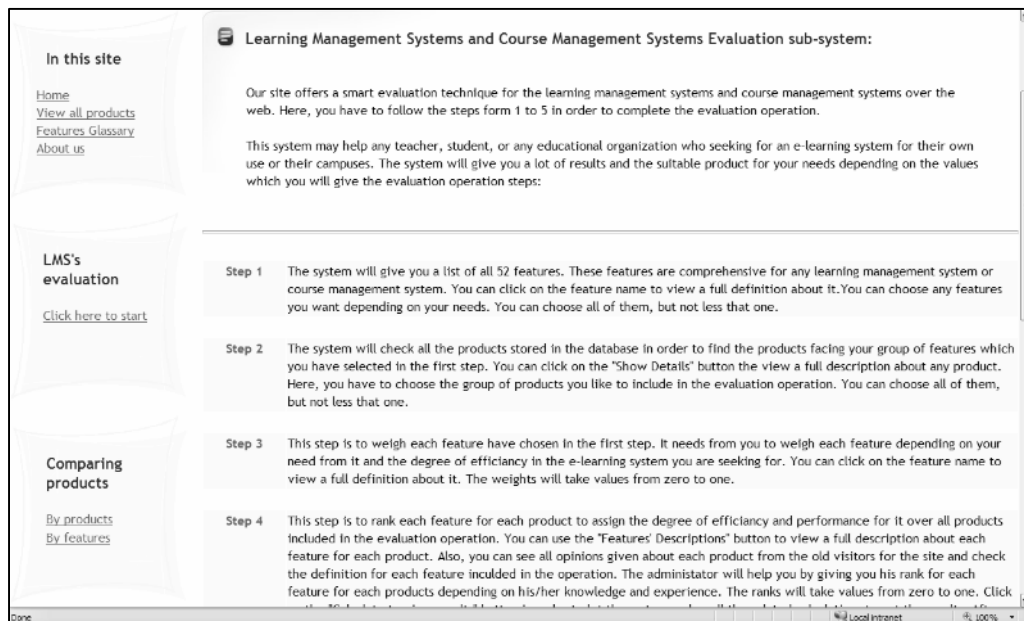 In this site
Home
View all products
Features Glassary
About us
LMS's
evaluation
Click here to start
Comparing
products
By products
By features
Learning Management Systems and Course Management Systems Evaluation sub-system:
Our site offers a smart evaluation technique for the learning management systems and course management systems over the
web. Here, you have to follow the steps form 1 to 5 in order to complete the evaluation operation.
This system may help any teacher, student, or any educational organization who seeking for an e-learning system for their own
use or their campuses. The system will give you a lot of results and the suitable product for your needs depending on the values
which you will give the evaluation operation steps:
Step 1 The system will give you a list of all 52 features. These features are comprehensive for any learning management system or
course management system. You can click on the feature name to view a full definition about it.You can choose any features
you want depending on your needs. You can choose all of them, but not less that one.
Step 2 The system will check all the products stored in the database in order to find the products facing your group of features which
you have selected in the first step. You can click on the "Show Details" button the view a full description about any product.
Here, you have to choose the group of products you like to include in the evaluation operation. You can choose all of them,
but not less that one.
Step 3 This step is to weigh each feature have chosen in the first step. It needs from you to weigh each feature depending on your
need from it and the degree of efficiancy in the e-learning system you are seeking for. You can click on the feature name to
view a full definition about it. The weights will take values from zero to one.
Step 4 This step is to rank each feature for each product to assign the degree of efficiancy and performance for it over all products
included in the evaluation operation. You can use the "Features' Descriptions" button to view a full description about each
feature for each product. Also, you can see all opinions given about each product from the old visitors for the site and check
the definition for each feature inculded in the operation. The administator will help you by giving you his rank for each
feature for each products depending on his/her knowledge and experience. The ranks will take values from zero to one. Click
Done
Local intranet
100%